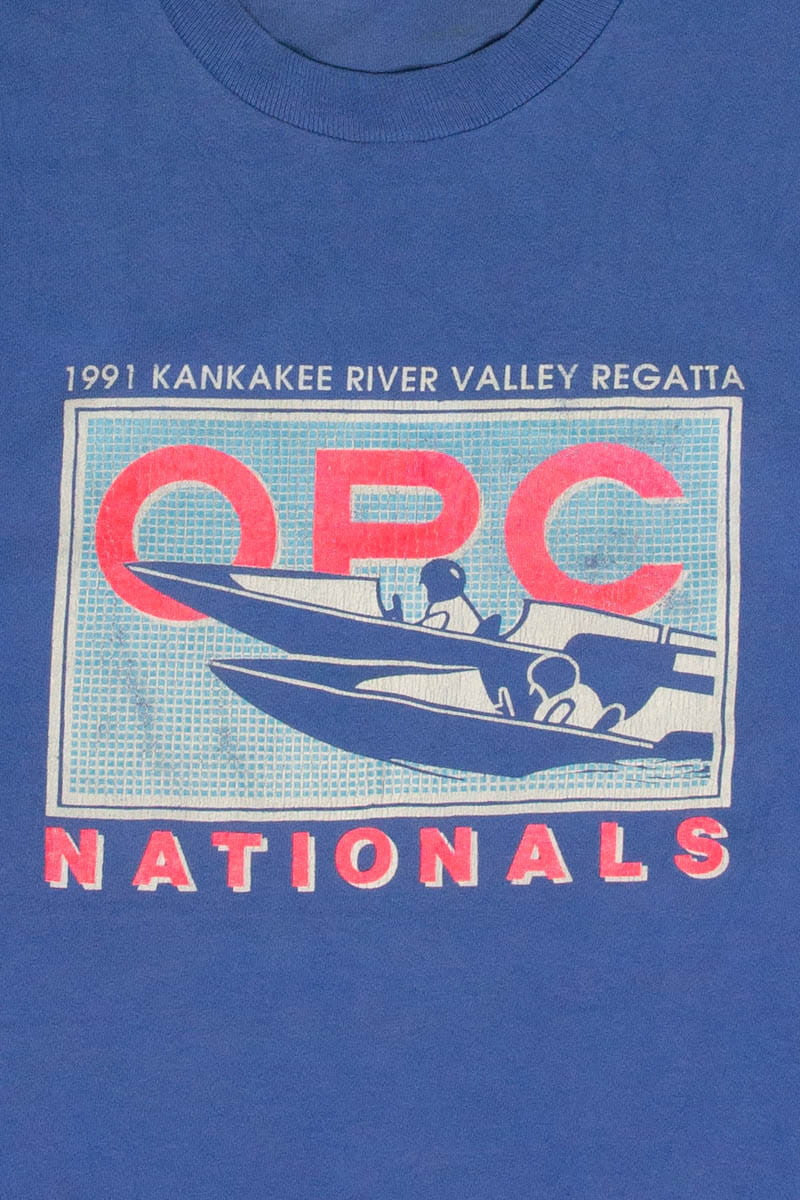 1991 KANKAKEE RIVER VALLEY REGATTA
OPC
NATIONALS